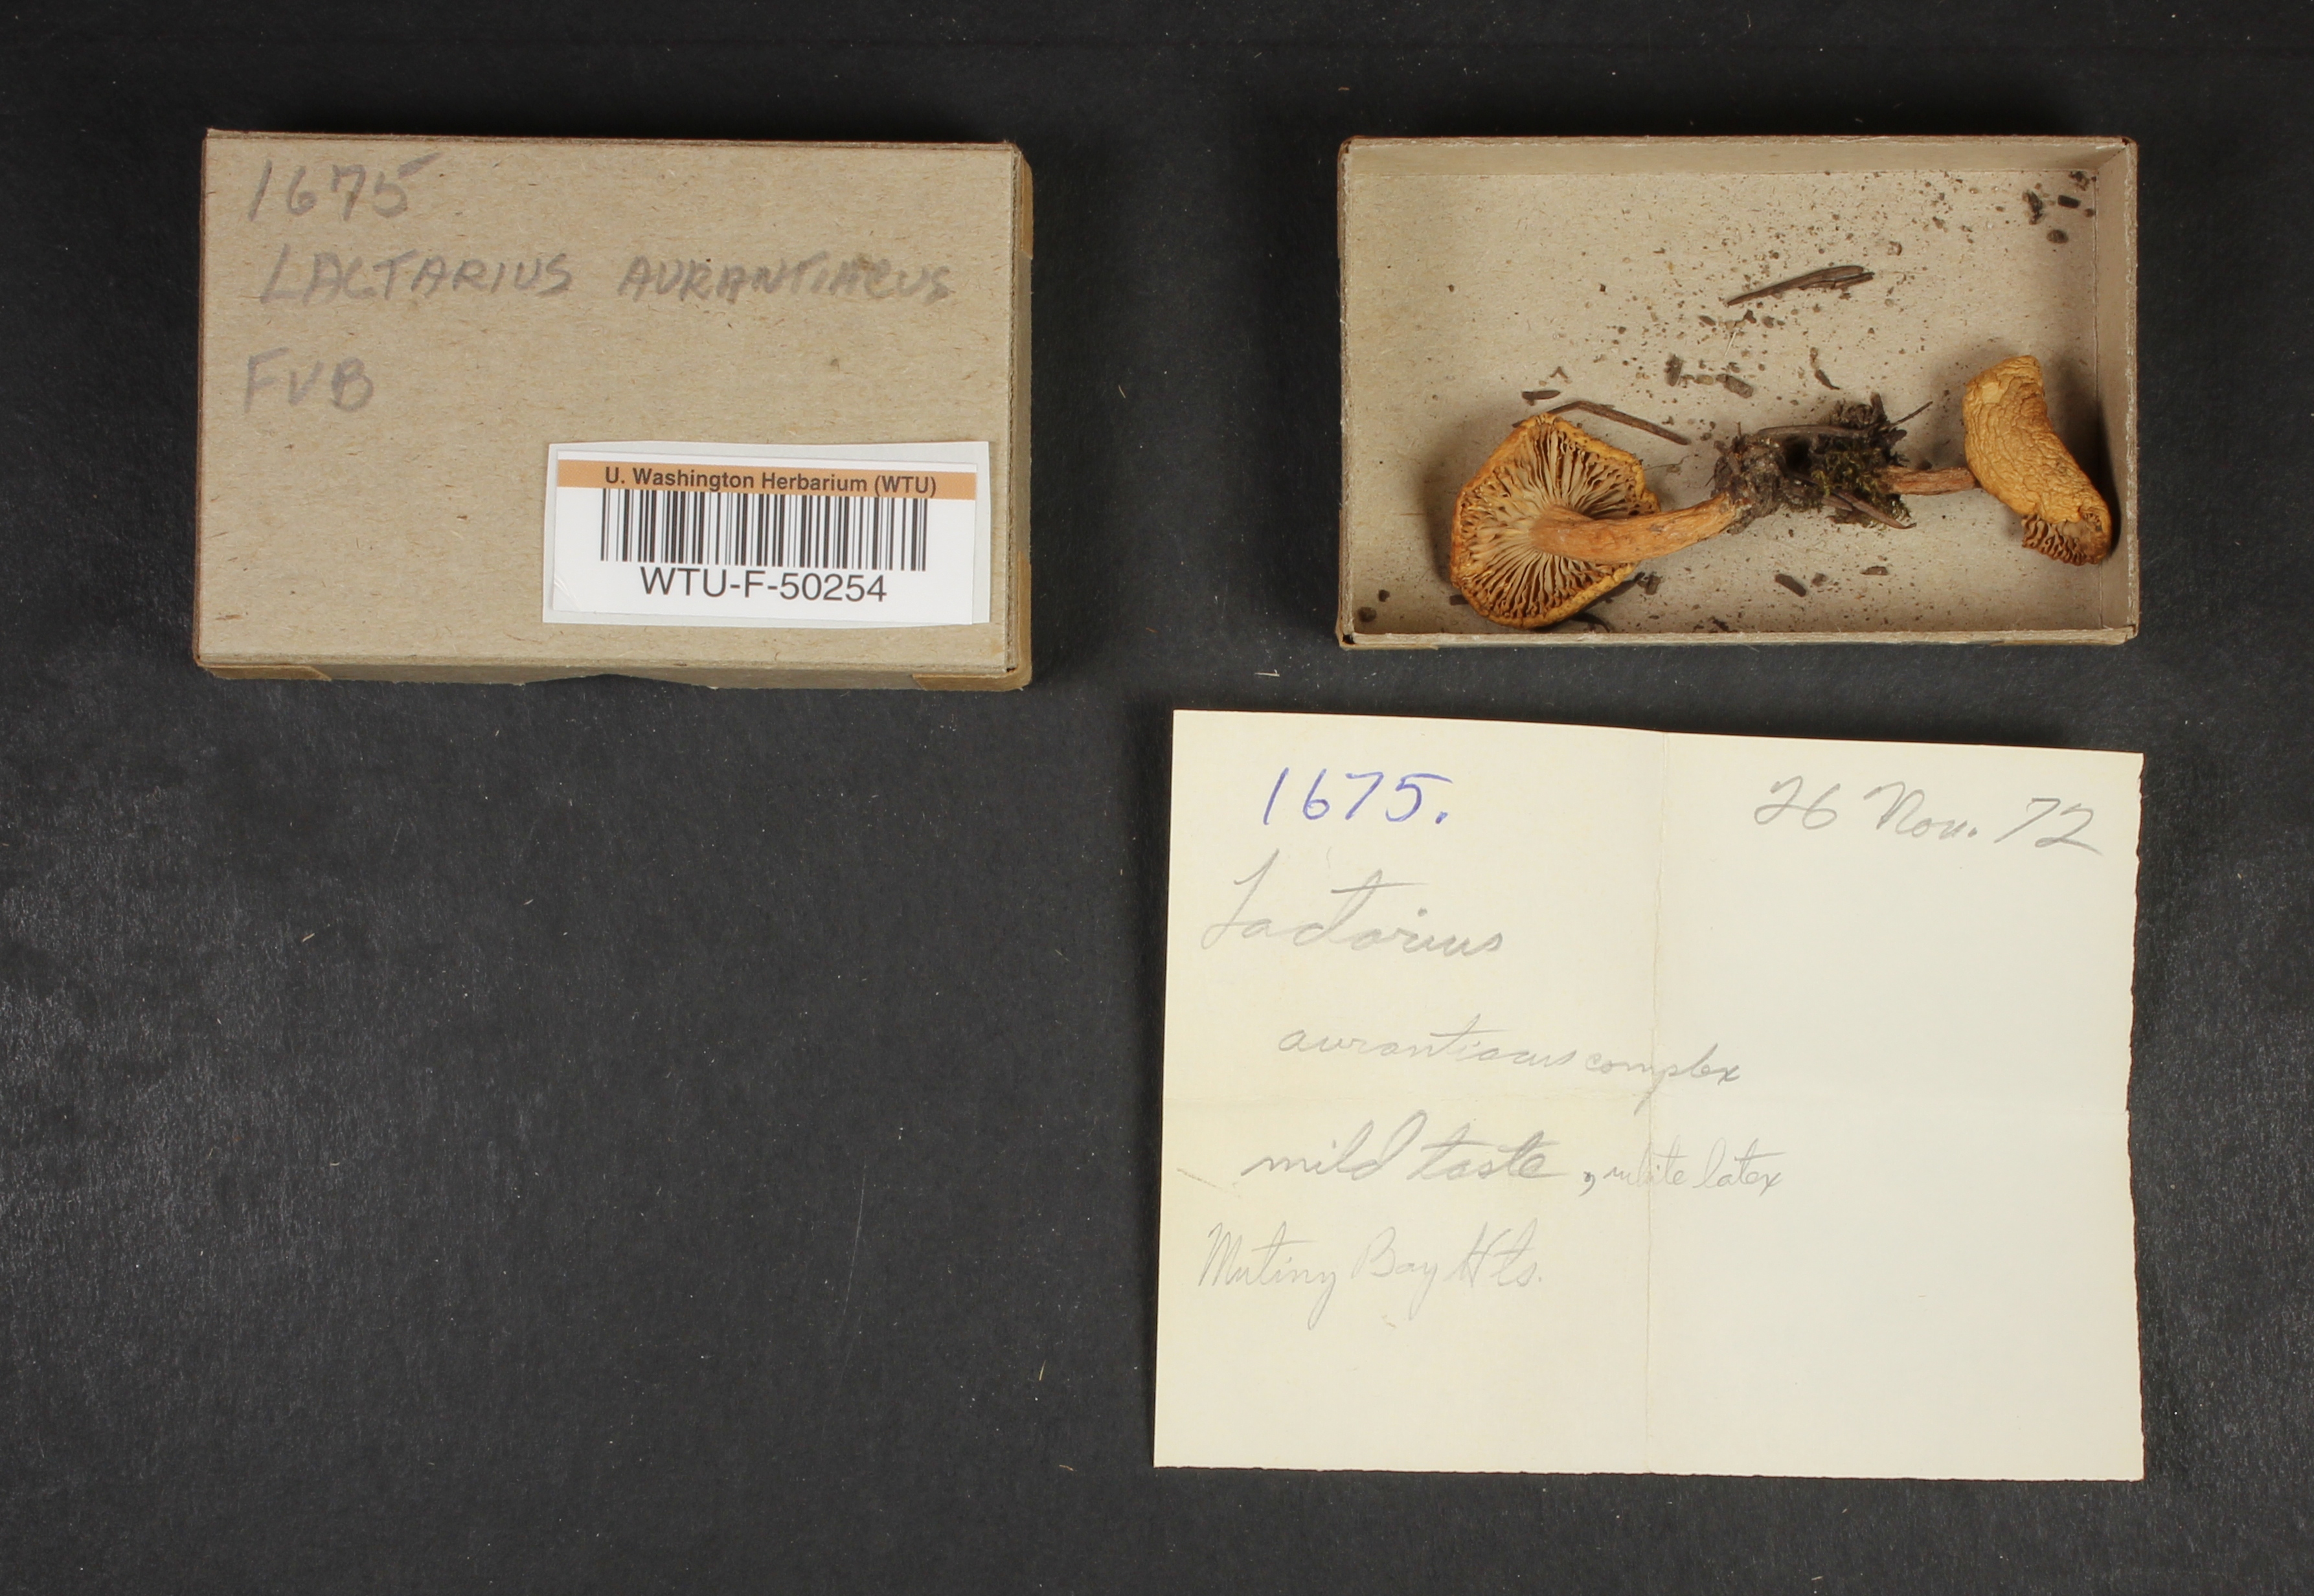 1675
LACTARIUS AURANTIACUS
FVB
U. Washington Herbarium (WTU)
WTU-F-50254
1675. 26 Nov. 72
Lactarius
aurantiacus complex
mild taste, white latex
Mutiny Bay Hts.